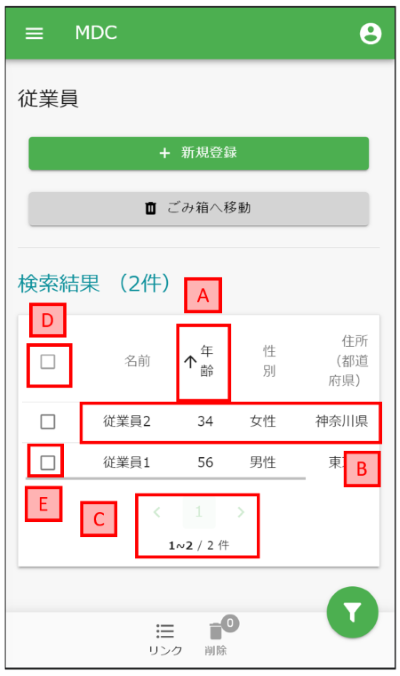 MDC
従業員
+ 新規登録
ごみ箱へ移動
検索結果 (2件)
A
D
名前
年
齢
性
別
住所
(都道
府県)
従業員2 34 女性 神奈川県
従業員1 56 男性
B
E
C
< 1 >
1~2 / 2 件
0
リンク 削除